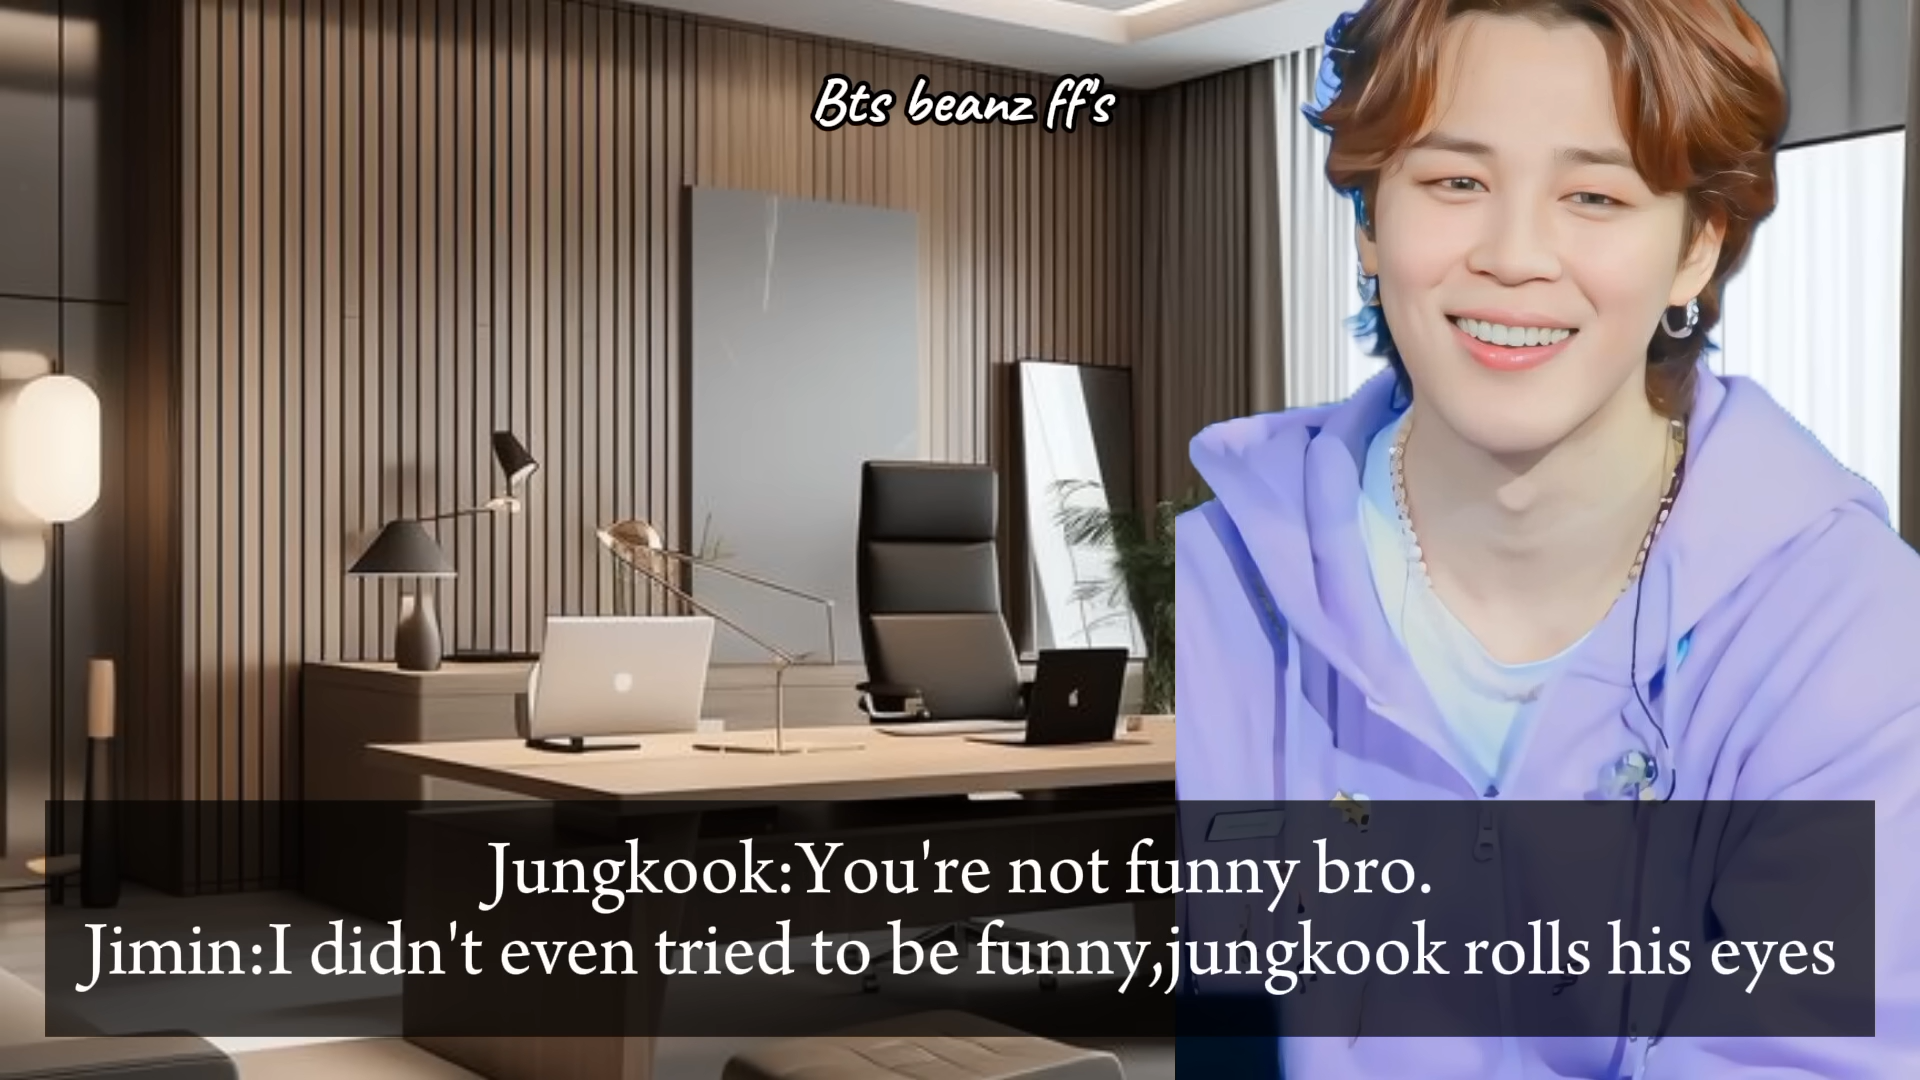 Bts beanz ff's
Jungkook:You're not funny bro.
Jimin:I didn't even tried to be funny,jungkook rolls his eyes